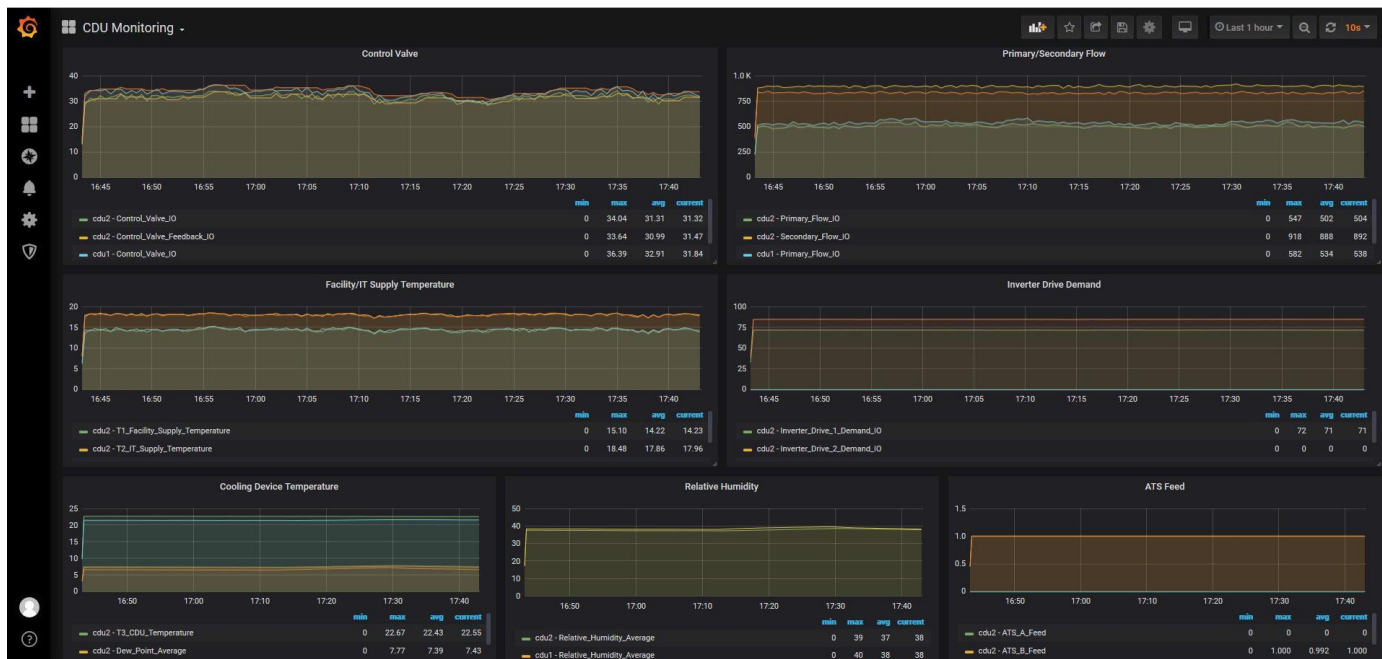 CDU Monitoring
Last 1 hour
10s
Control Valve
40
30
20
10
0
16:45 16:50 16:55 17:00 17:05 17:10 17:15 17:20 17:25 17:30 17:35 17:40
min max avg current
cdu2 - Control_Valve_IO 0 34.04 31.31 31.32
cdu2 - Control_Valve_Feedback_IO 0 33.64 30.99 31.47
cdu1 - Control_Valve_IO 0 36.39 32.91 31.84
Primary/Secondary Flow
1.0 K
750
500
250
0
16:45 16:50 16:55 17:00 17:05 17:10 17:15 17:20 17:25 17:30 17:35 17:40
min max avg current
cdu2 - Primary_Flow_IO 0 547 502 504
cdu2 - Secondary_Flow_IO 0 918 888 892
cdu1 - Primary_Flow_IO 0 582 534 538
Facility/IT Supply Temperature
20
15
10
5
0
16:45 16:50 16:55 17:00 17:05 17:10 17:15 17:20 17:25 17:30 17:35 17:40
min max avg current
cdu2 - T1_Facility_Supply_Temperature 0 15.10 14.22 14.23
cdu2 - T2_IT_Supply_Temperature 0 18.48 17.86 17.96
Inverter Drive Demand
100
75
50
25
0
16:45 16:50 16:55 17:00 17:05 17:10 17:15 17:20 17:25 17:30 17:35 17:40
min max avg current
cdu2 - Inverter_Drive_1_Demand_IO 0 72 71 71
cdu2 - Inverter_Drive_2_Demand_IO 0 0 0 0
Cooling Device Temperature
25
20
15
10
5
0
16:50 17:00 17:10 17:20 17:30 17:40
min max avg current
cdu2 - T3_CDU_Temperature 0 22.67 22.43 22.55
cdu2 - Dew_Point_Average 0 7.77 7.39 7.43
Relative Humidity
50
40
30
20
10
0
16:50 17:00 17:10 17:20 17:30 17:40
min max avg current
cdu2 - Relative_Humidity_Average 0 39 37 38
cdu1 - Relative_Humidity_Average 0 40 38 38
ATS Feed
1.5
1.0
0.5
0
16:50 17:00 17:10 17:20 17:30 17:40
min max avg current
cdu2 - ATS_A_Feed 0 0 0 0
cdu2 - ATS_B_Feed 0 1.000 0.992 1.000